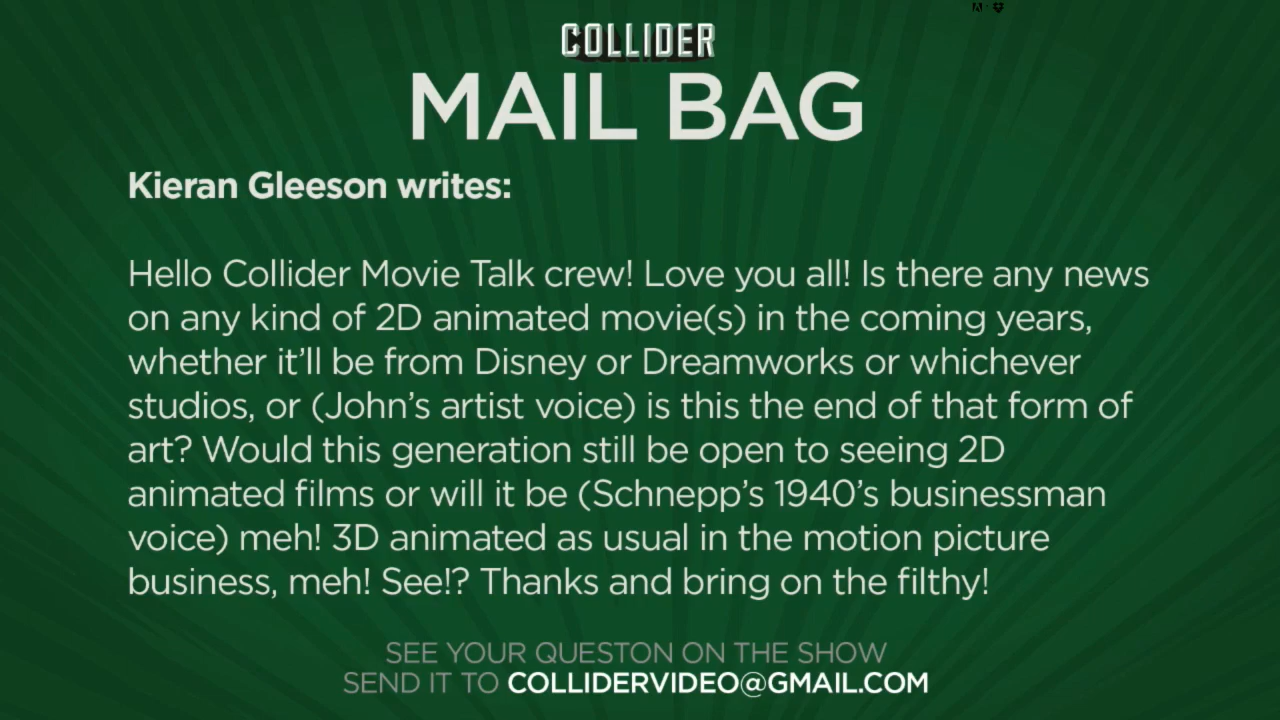 COLLIDER
MAIL BAG
Kieran Gleeson writes:
Hello Collider Movie Talk crew! Love you all! Is there any news
on any kind of 2D animated movie(s) in the coming years,
whether it’ll be from Disney or Dreamworks or whichever
studios, or (John’s artist voice) is this the end of that form of
art? Would this generation still be open to seeing 2D
animated films or will it be (Schnepp’s 1940’s businessman
voice) meh! 3D animated as usual in the motion picture
business, meh! See!? Thanks and bring on the filthy!
SEE YOUR QUESTON ON THE SHOW
SEND IT TO COLLIDERVIDEO@GMAIL.COM